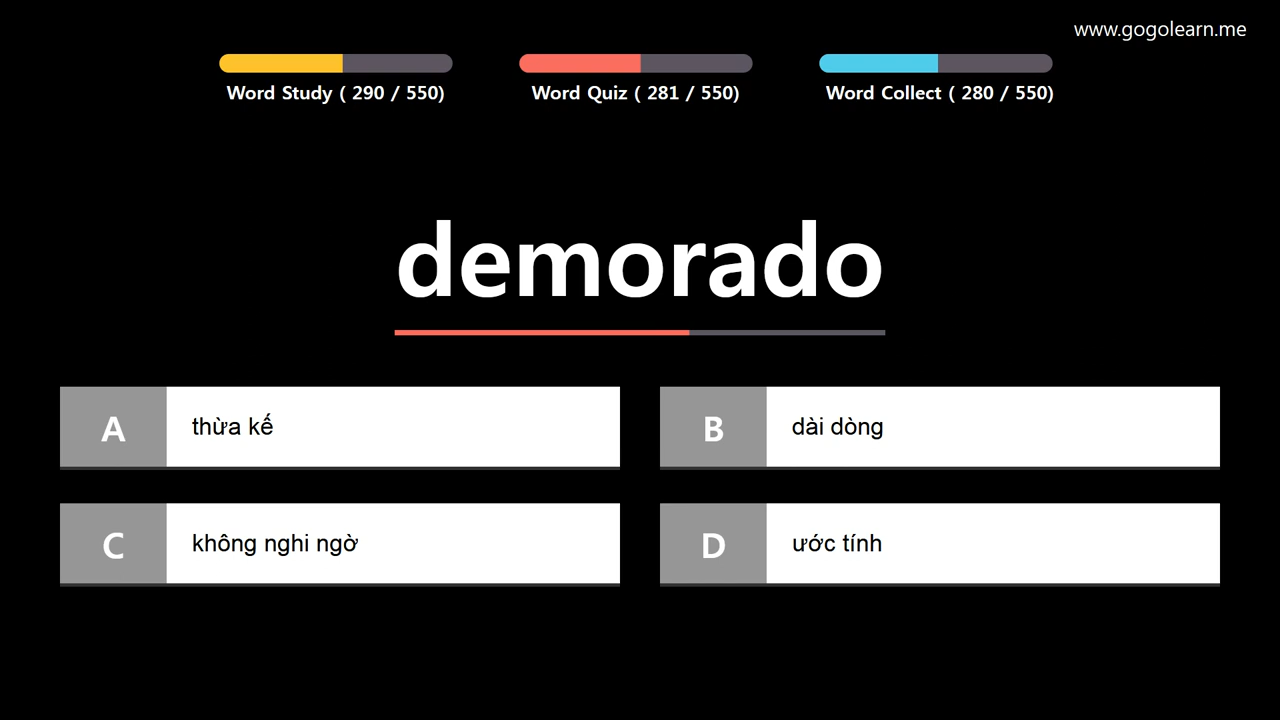 www.gogolearn.me
Word Study ( 290 / 550)
Word Quiz ( 281 / 550)
Word Collect ( 280 / 550)
demorado
A thừa kế
B dài dòng
C không nghi ngờ
D ước tính